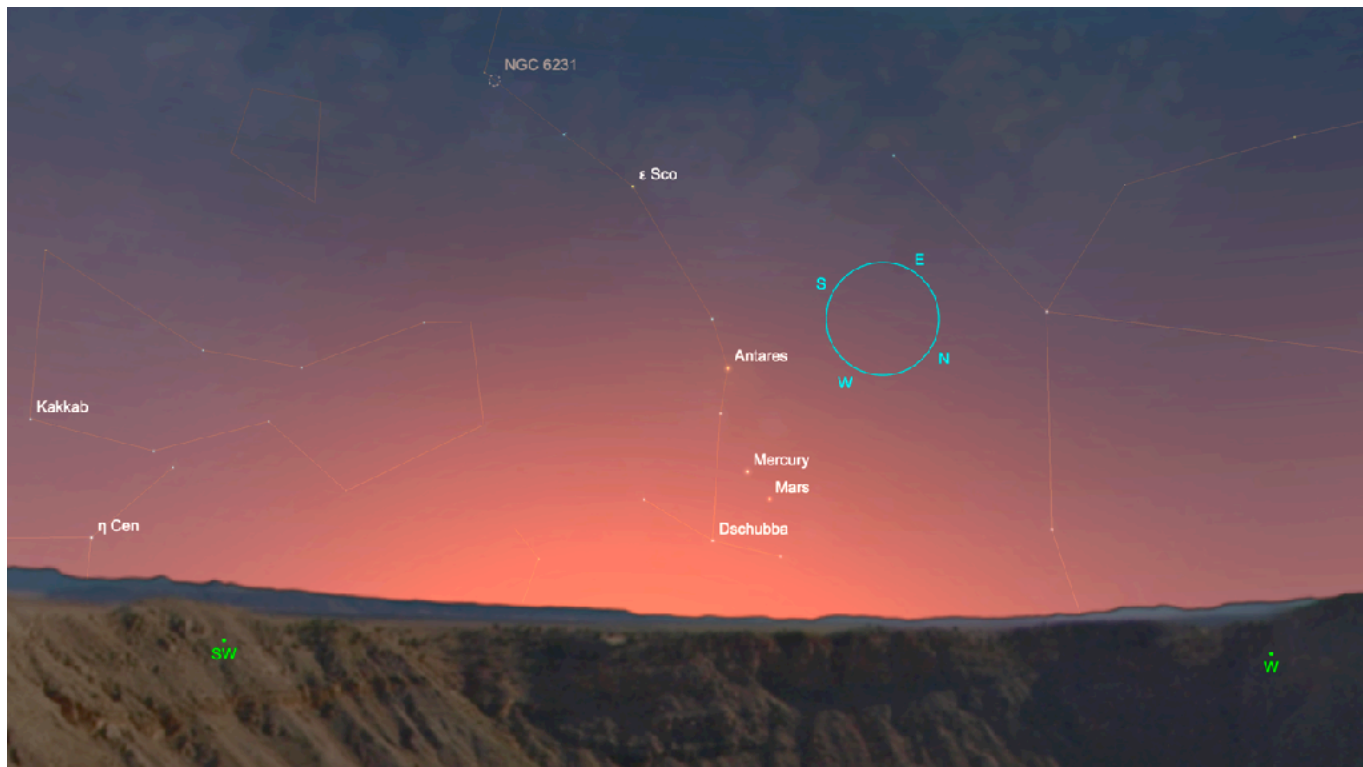 NGC 6231
ε Sco
E
S
Antares
N
W
Kakkab
Mercury
Mars
η Cen
Dschubba
SW
W